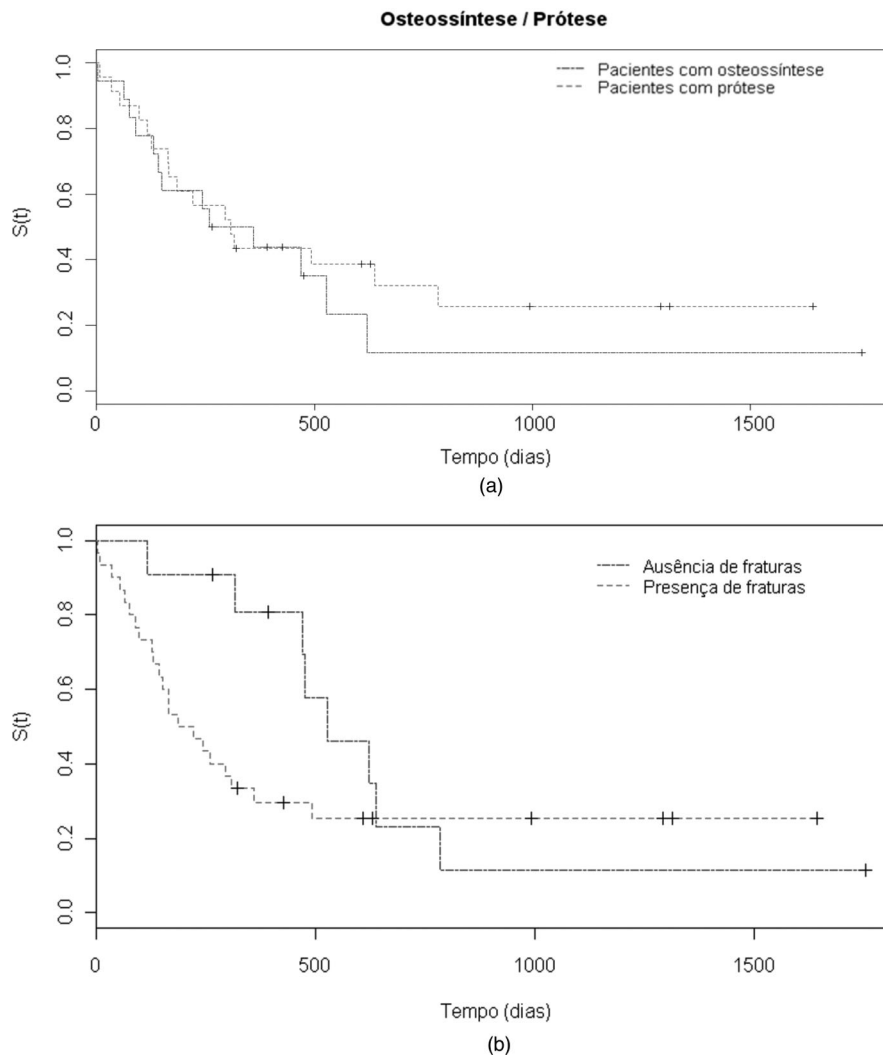 Osteossíntese / Prótese
Pacientes com osteossíntese
Pacientes com prótese
S(t)
1.0
0.8
0.6
0.4
0.2
0.0
0 500 1000 1500
Tempo (dias)
(a)
Ausência de fraturas
Presença de fraturas
S(t)
1.0
0.8
0.6
0.4
0.2
0.0
0 500 1000 1500
Tempo (dias)
(b)